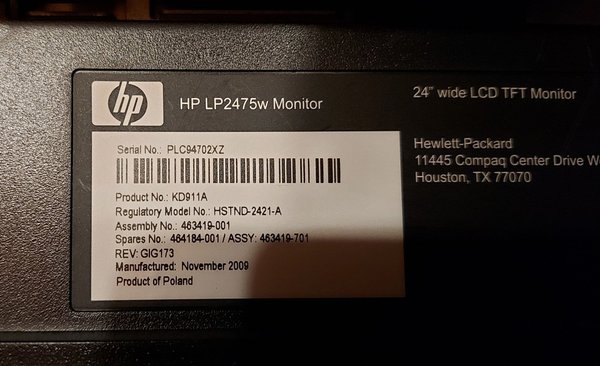 hp
HP LP2475w Monitor
24" wide LCD TFT Monitor
Serial No.: PLC94702XZ
Hewlett-Packard
11445 Compaq Center Drive
Houston, TX 77070
Product No.: KD911A
Regulatory Model No.: HSTND-2421-A
Assembly No.: 463419-001
Spares No.: 464184-001 / ASSY: 463419-701
REV: GIG173
Manufactured: November 2009
Product of Poland